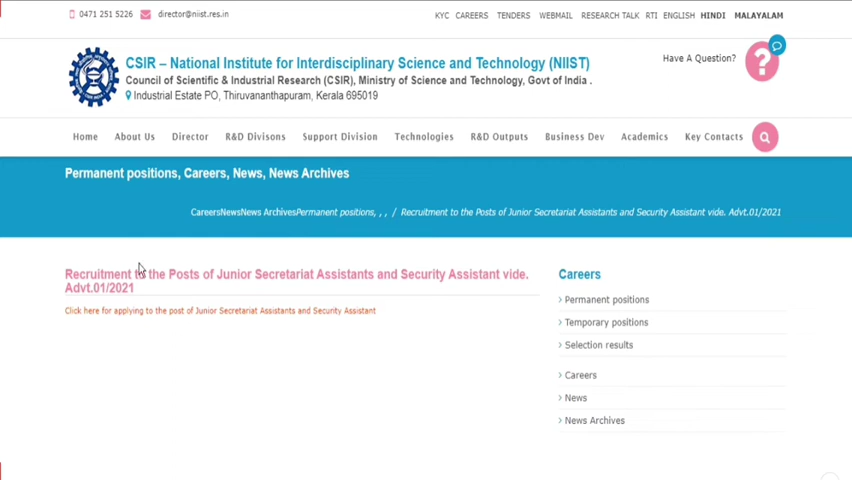 0471 251 5226 director@niist.res.in KYC CAREERS TENDERS WEBMAIL RESEARCH TALK RTI ENGLISH HINDI MALAYALAM
CSIR – National Institute for Interdisciplinary Science and Technology (NIIST)
Council of Scientific & Industrial Research (CSIR), Ministry of Science and Technology, Govt of India .
Industrial Estate PO, Thiruvananthapuram, Kerala 695019
Have A Question?
?
Home About Us Director R&D Divisons Support Division Technologies R&D Outputs Business Dev Academics Key Contacts
Permanent positions, Careers, News, News Archives
CareersNewsNews ArchivesPermanent positions, , , / Recruitment to the Posts of Junior Secretariat Assistants and Security Assistant vide. Advt.01/2021
Recruitment to the Posts of Junior Secretariat Assistants and Security Assistant vide.
Advt.01/2021
Click here for applying to the post of Junior Secretariat Assistants and Security Assistant
Careers
Permanent positions
Temporary positions
Selection results
Careers
News
News Archives